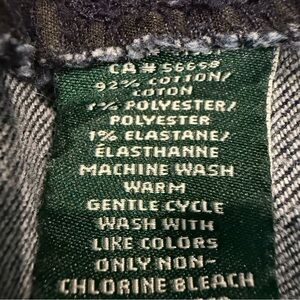 CA # 56658
92% COTTON/
COTON
POLYESTER/
POLYESTER
1% ELASTANE/
ÉLASTHANNE
MACHINE WASH
WARM
GENTLE CYCLE
WASH WITH
LIKE COLORS
ONLY NON-
CHLORINE BLEACH